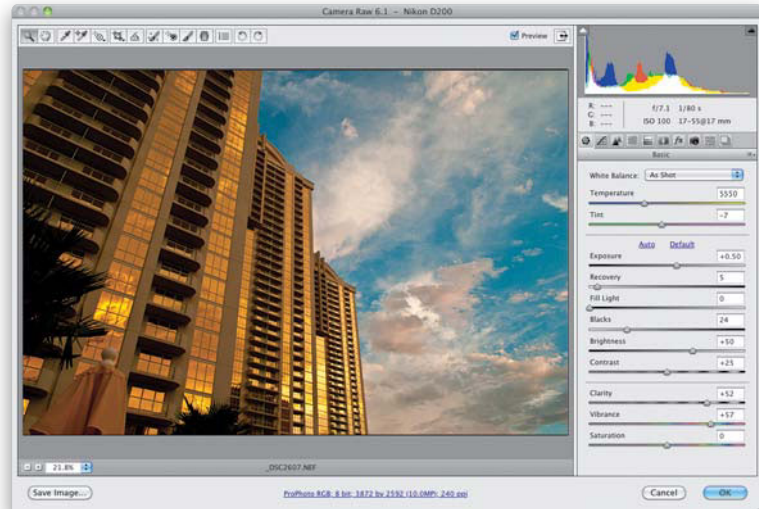 Camera Raw 6.1 – Nikon D200
Preview
R: ---
G: ---
B: ---
f/7.1 1/80 s
ISO 100 17-55@17 mm
Basic
White Balance: As Shot
Temperature 5550
Tint -7
Auto Default
Exposure +0.50
Recovery 5
Fill Light 0
Blacks 24
Brightness +50
Contrast +25
Clarity +52
Vibrance +57
Saturation 0
21.8% _DSC2607.NEF
Save Image... ProPhoto RGB; 8 bit; 3872 by 2592 (10.0MP); 240 ppi Cancel OK